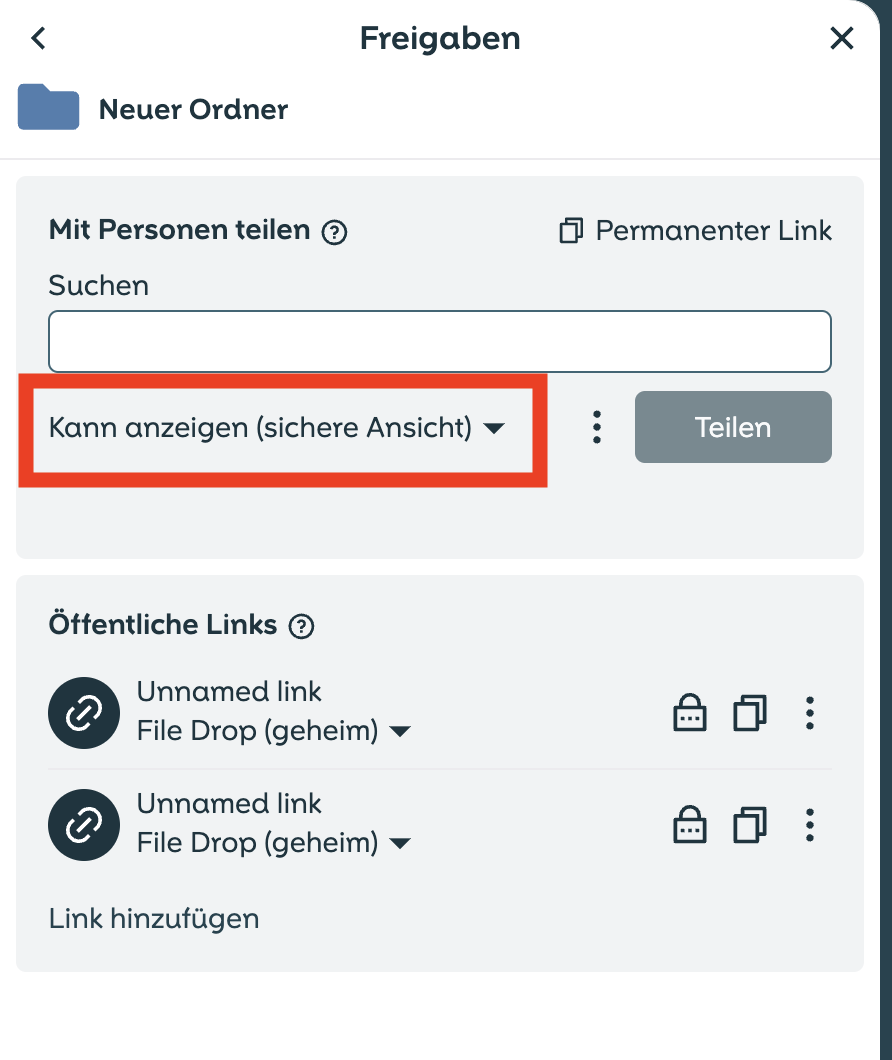 Freigaben
Neuer Ordner
Mit Personen teilen
Permanenter Link
Suchen
Kann anzeigen (sichere Ansicht)
Teilen
Öffentliche Links
Unnamed link
File Drop (geheim)
Unnamed link
File Drop (geheim)
Link hinzufügen